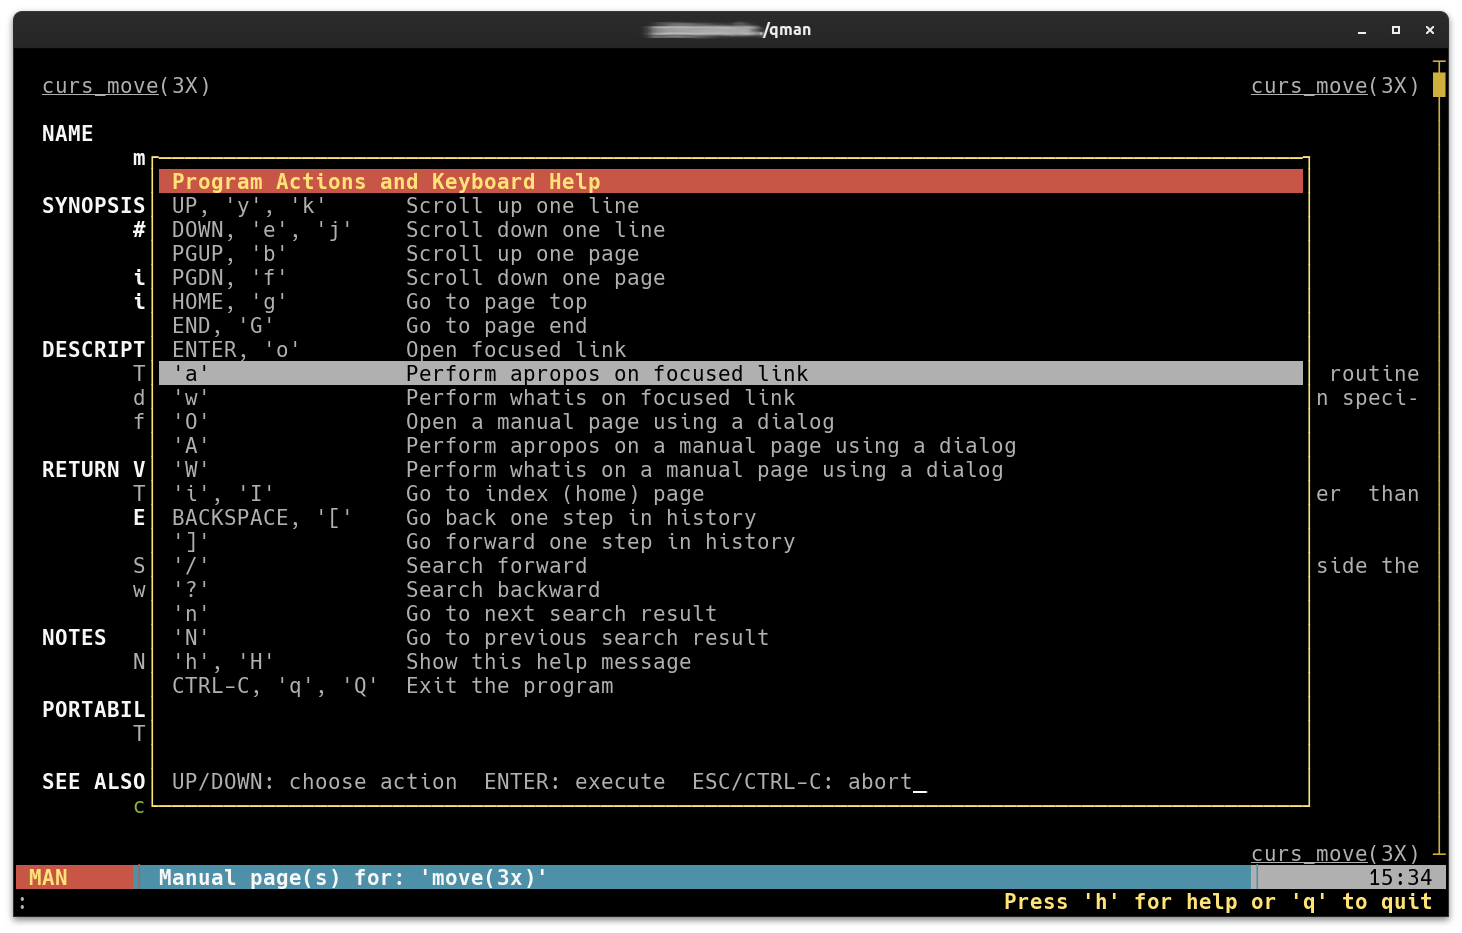 ./qman
curs_move(3X) curs_move(3X)
NAME
m
Program Actions and Keyboard Help
SYNOPSIS UP, 'y', 'k' Scroll up one line
# DOWN, 'e', 'j' Scroll down one line
PGUP, 'b' Scroll up one page
i PGDN, 'f' Scroll down one page
i HOME, 'g' Go to page top
END, 'G' Go to page end
DESCRIPT ENTER, 'o' Open focused link
T 'a' Perform apropos on focused link routine
d 'w' Perform whatis on focused link n speci-
f 'O' Open a manual page using a dialog
'A' Perform apropos on a manual page using a dialog
RETURN V 'W' Perform whatis on a manual page using a dialog
T 'i', 'I' Go to index (home) page er than
E BACKSPACE, '[' Go back one step in history
']' Go forward one step in history
S '/' Search forward side the
w '?' Search backward
'n' Go to next search result
NOTES 'N' Go to previous search result
N 'h', 'H' Show this help message
CTRL-C, 'q', 'Q' Exit the program
PORTABIL
T
SEE ALSO UP/DOWN: choose action ENTER: execute ESC/CTRL-C: abort_
c
curs_move(3X)
MAN Manual page(s) for: 'move(3x)' 15:34
: Press 'h' for help or 'q' to quit